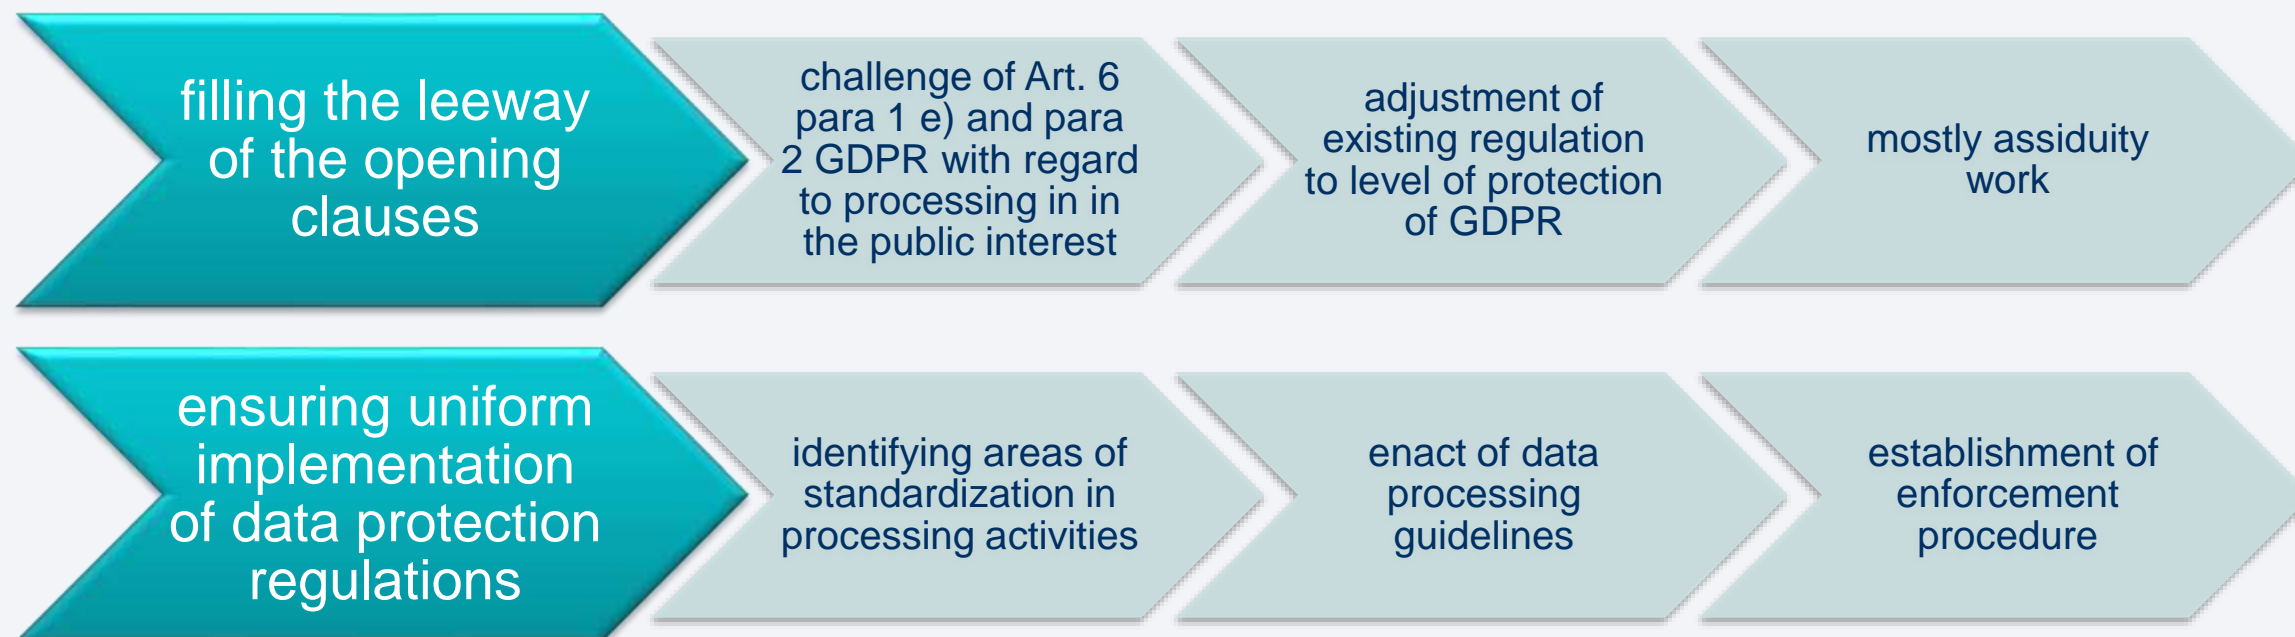 filling the leeway
of the opening
clauses
challenge of Art. 6
para 1 e) and para
2 GDPR with regard
to processing in in
the public interest
adjustment of
existing regulation
to level of protection
of GDPR
mostly assiduity
work
ensuring uniform
implementation
of data protection
regulations
identifying areas of
standardization in
processing activities
enact of data
processing
guidelines
establishment of
enforcement
procedure